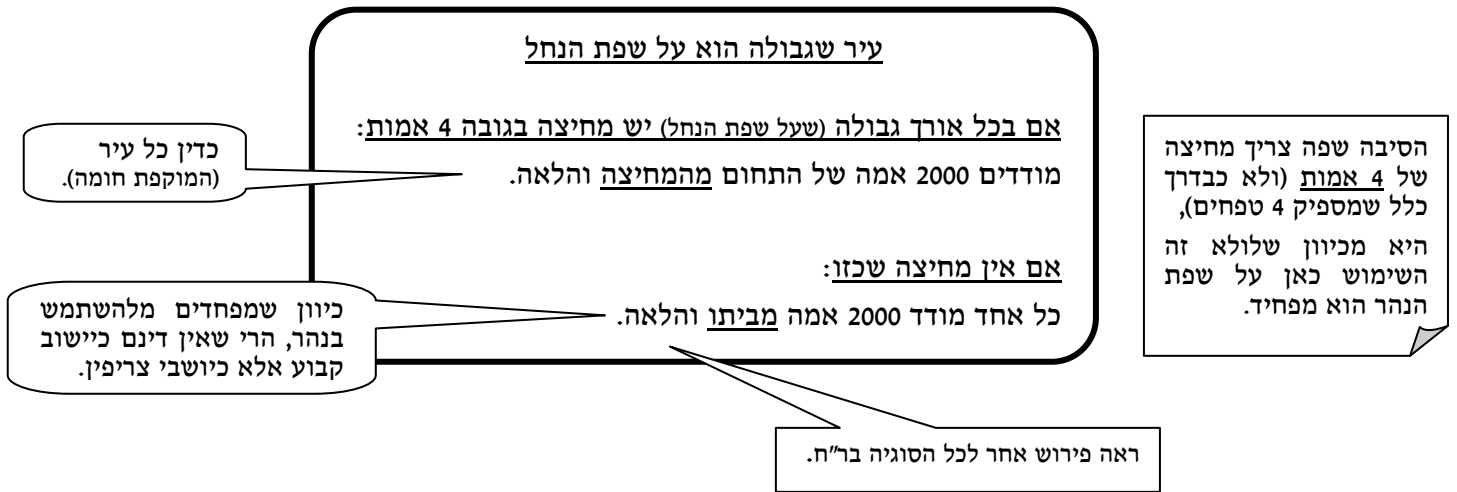 עיר שגבולה הוא על שפת הנחל
אם בכל אורך גבולה (שעל שפת הנחל) יש מחיצה בגובה 4 אמות:
מודדים 2000 אמה של התחום מהמחיצה והלאה.
כדין כל עיר
(המוקפת חומה).
אם אין מחיצה שכזו:
כל אחד מודד 2000 אמה מביתו והלאה.
כיוון שמפחדים מלהשתמש
בנהר, הרי שאין דינם כיישוב
קבוע אלא כיושבי צריפין.
הסיבה שפה צריך מחיצה
של 4 אמות (ולא כבדרך
כלל שמספיק 4 טפחים),
היא מכיוון שלולא זה
השימוש כאן על שפת
הנהר הוא מפחיד.
ראה פירוש אחר לכל הסוגיה בר"ח.